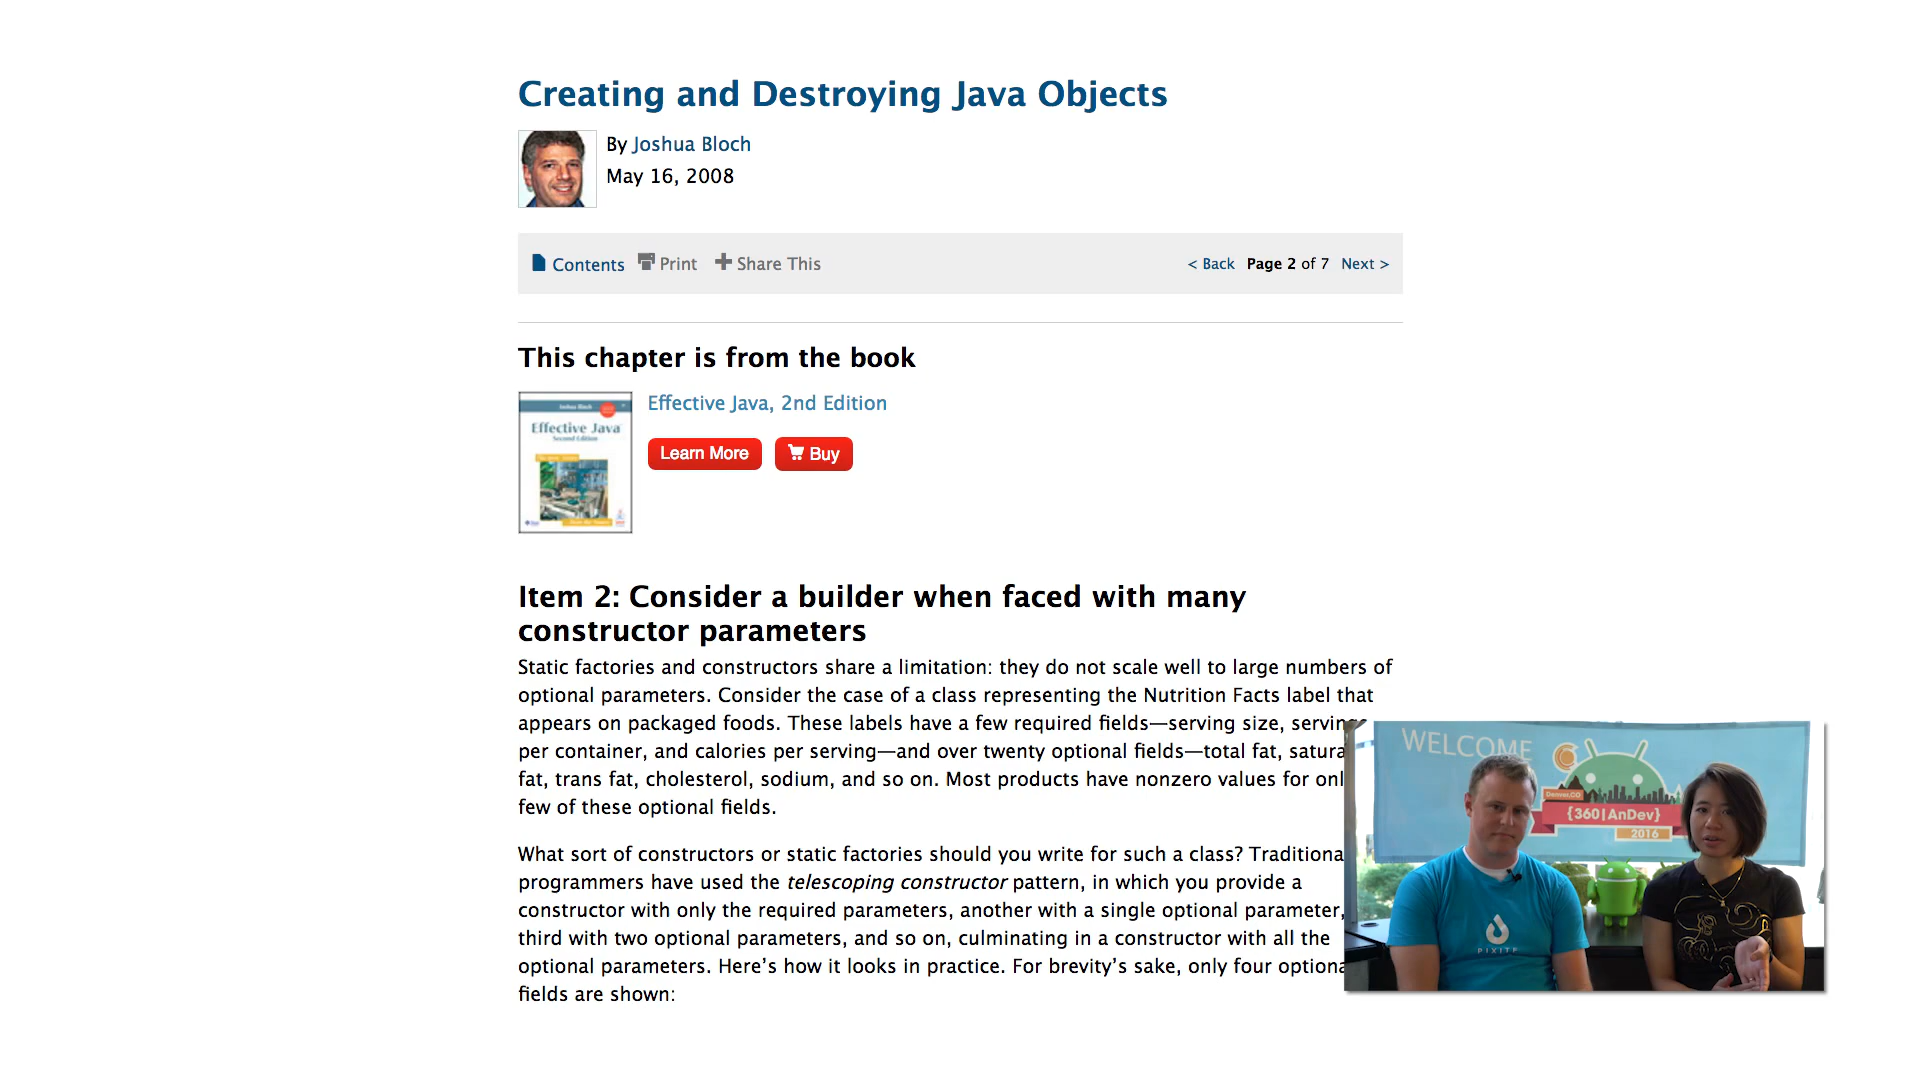 Creating and Destroying Java Objects
By Joshua Bloch
May 16, 2008
Contents Print Share This < Back Page 2 of 7 Next >
This chapter is from the book
Effective Java, 2nd Edition
Joshua Bloch
Effective Java
Second Edition
Learn More Buy
Item 2: Consider a builder when faced with many
constructor parameters
Static factories and constructors share a limitation: they do not scale well to large numbers of
optional parameters. Consider the case of a class representing the Nutrition Facts label that
appears on packaged foods. These labels have a few required fields—serving size, servings
per container, and calories per serving—and over twenty optional fields—total fat, satura
fat, trans fat, cholesterol, sodium, and so on. Most products have nonzero values for onl
few of these optional fields.
What sort of constructors or static factories should you write for such a class? Traditiona
programmers have used the telescoping constructor pattern, in which you provide a
constructor with only the required parameters, another with a single optional parameter,
third with two optional parameters, and so on, culminating in a constructor with all the
optional parameters. Here’s how it looks in practice. For brevity’s sake, only four optiona
fields are shown:
WELCOME
Denver,CO
{360|AnDev}
2016
PIXITE